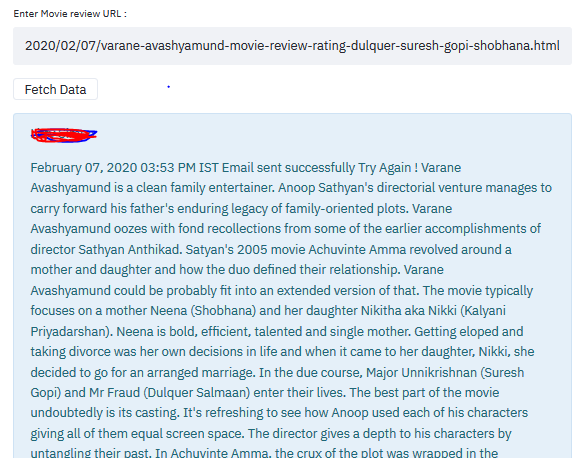 Enter Movie review URL :
2020/02/07/varane-avashyamund-movie-review-rating-dulquer-suresh-gopi-shobhana.html
Fetch Data
February 07, 2020 03:53 PM IST Email sent successfully Try Again ! Varane
Avashyamund is a clean family entertainer. Anoop Sathyan's directorial venture manages to
carry forward his father's enduring legacy of family-oriented plots. Varane
Avashyamund oozes with fond recollections from some of the earlier accomplishments of
director Sathyan Anthikad. Satyan's 2005 movie Achuvinte Amma revolved around a
mother and daughter and how the duo defined their relationship. Varane
Avashyamund could be probably fit into an extended version of that. The movie typically
focuses on a mother Neena (Shobhana) and her daughter Nikitha aka Nikki (Kalyani
Priyadarshan). Neena is bold, efficient, talented and single mother. Getting eloped and
taking divorce was her own decisions in life and when it came to her daughter, Nikki, she
decided to go for an arranged marriage. In the due course, Major Unnikrishnan (Suresh
Gopi) and Mr Fraud (Dulquer Salmaan) enter their lives. The best part of the movie
undoubtedly is its casting. It's refreshing to see how Anoop used each of his characters
giving all of them equal screen space. The director gives a depth to his characters by
untangling their past. In Achuvinte Amma, the crux of the plot was wrapped in the